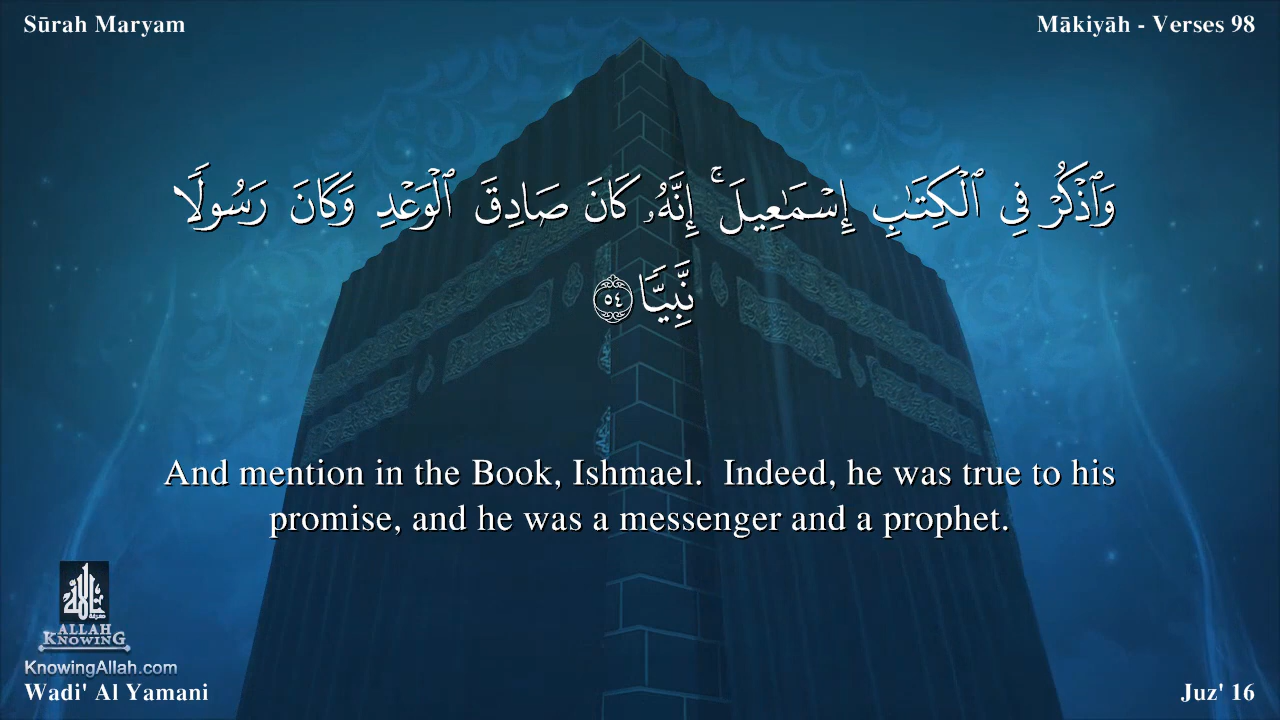 Sūrah Maryam
Mākiyāh - Verses 98
وَٱذْكُرْ فِي ٱلْكِتَـٰبِ إِسْمَـٰعِيلَ ۚ إِنَّهُۥ كَانَ صَادِقَ ٱلْوَعْدِ وَكَانَ رَسُولًا
نَّبِيًّا ٥٤
And mention in the Book, Ishmael.  Indeed, he was true to his
promise, and he was a messenger and a prophet.
ALLAH
KNOWING
KnowingAllah.com
Wadi' Al Yamani
Juz' 16